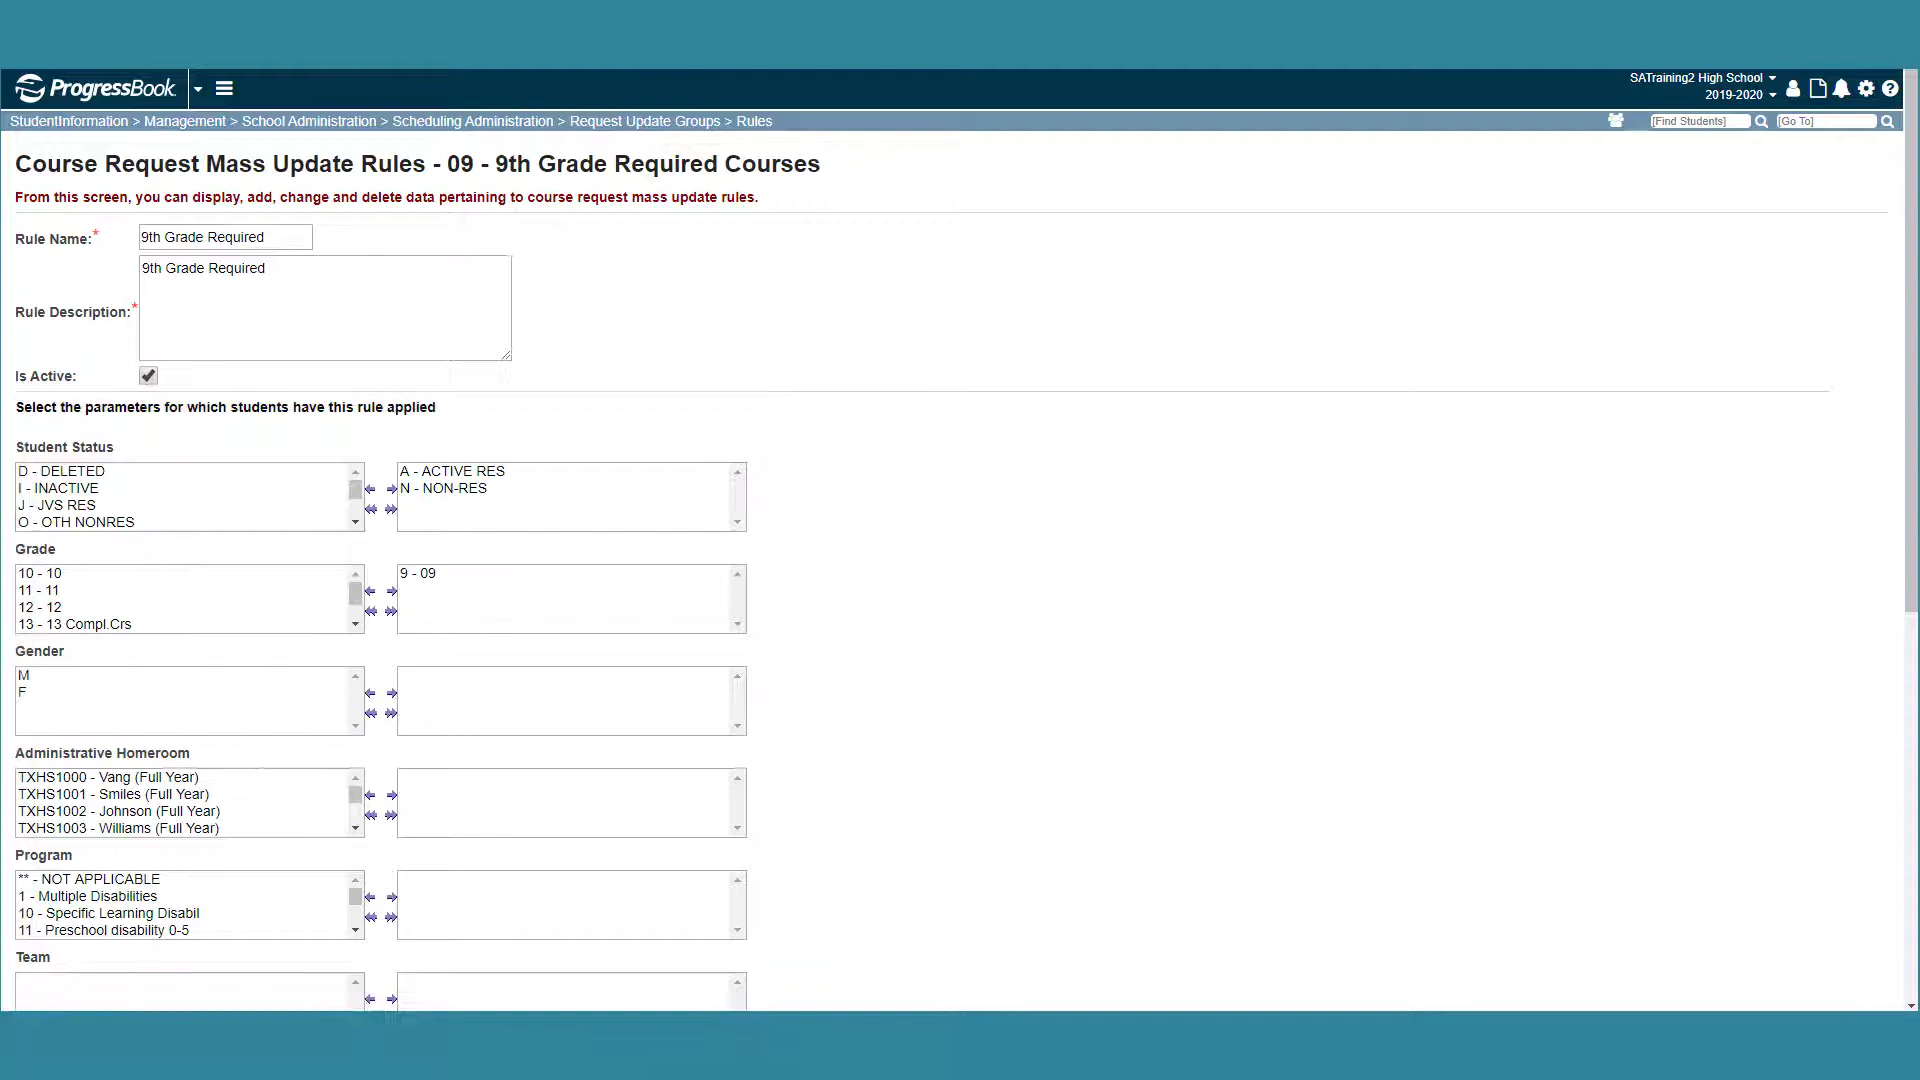 ProgressBook
SATraining2 High School
2019-2020
StudentInformation > Management > School Administration > Scheduling Administration > Request Update Groups > Rules
[Find Students]
[Go To]
Course Request Mass Update Rules - 09 - 9th Grade Required Courses
From this screen, you can display, add, change and delete data pertaining to course request mass update rules.
Rule Name:*
9th Grade Required
Rule Description:*
9th Grade Required
Is Active:
Select the parameters for which students have this rule applied
Student Status
D - DELETED
I - INACTIVE
J - JVS RES
O - OTH NONRES
A - ACTIVE RES
N - NON-RES
Grade
10 - 10
11 - 11
12 - 12
13 - 13 Compl.Crs
9 - 09
Gender
M
F
Administrative Homeroom
TXHS1000 - Vang (Full Year)
TXHS1001 - Smiles (Full Year)
TXHS1002 - Johnson (Full Year)
TXHS1003 - Williams (Full Year)
Program
** - NOT APPLICABLE
1 - Multiple Disabilities
10 - Specific Learning Disabil
11 - Preschool disability 0-5
Team